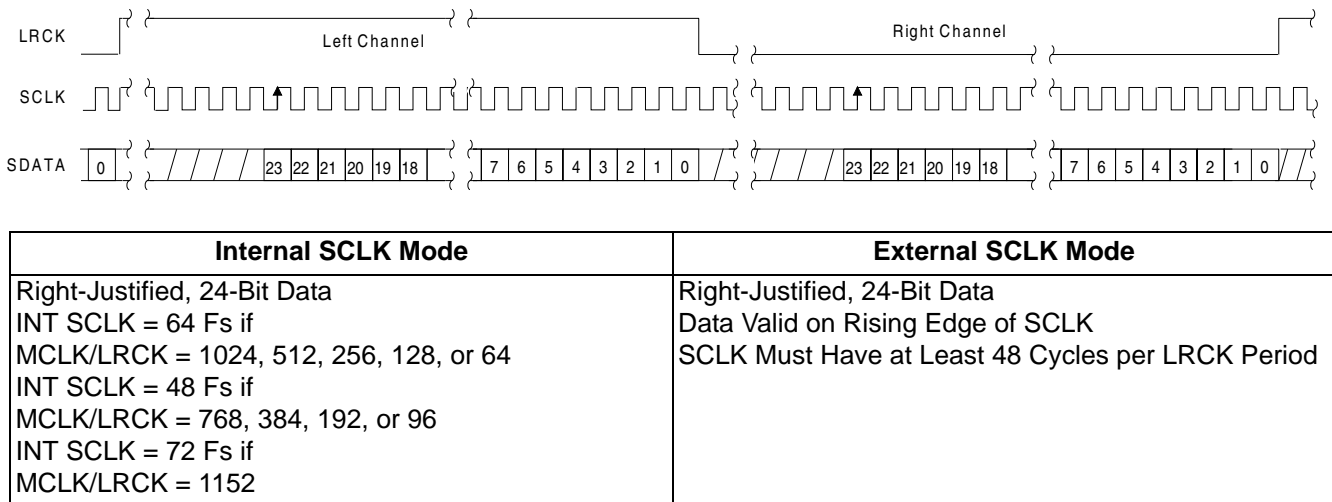 LRCK Left Channel Right Channel
SCLK
SDATA 0 23 22 21 20 19 18 7 6 5 4 3 2 1 0 23 22 21 20 19 18 7 6 5 4 3 2 1 0
Internal SCLK Mode
Right-Justified, 24-Bit Data
INT SCLK = 64 Fs if
MCLK/LRCK = 1024, 512, 256, 128, or 64
INT SCLK = 48 Fs if
MCLK/LRCK = 768, 384, 192, or 96
INT SCLK = 72 Fs if
MCLK/LRCK = 1152
External SCLK Mode
Right-Justified, 24-Bit Data
Data Valid on Rising Edge of SCLK
SCLK Must Have at Least 48 Cycles per LRCK Period